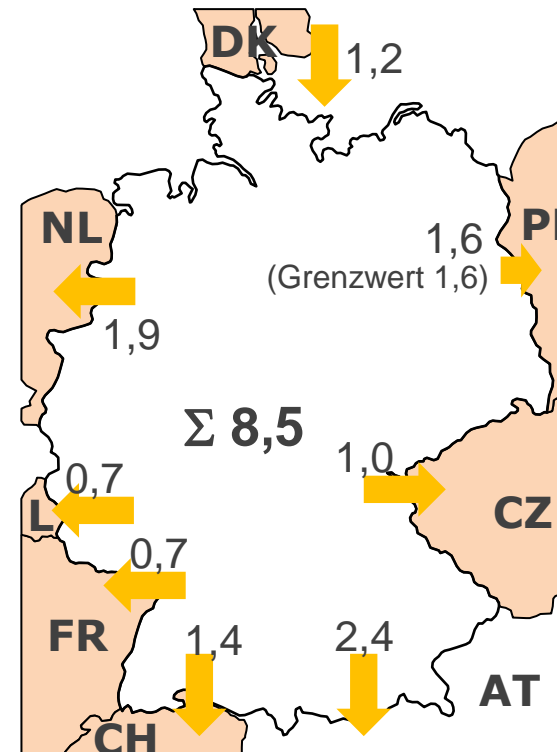 DK
1,2
NL
PL
1,6
(Grenzwert 1,6)
1,9
Σ 8,5
1,0
0,7
L
CZ
0,7
FR
1,4
2,4
AT
CH